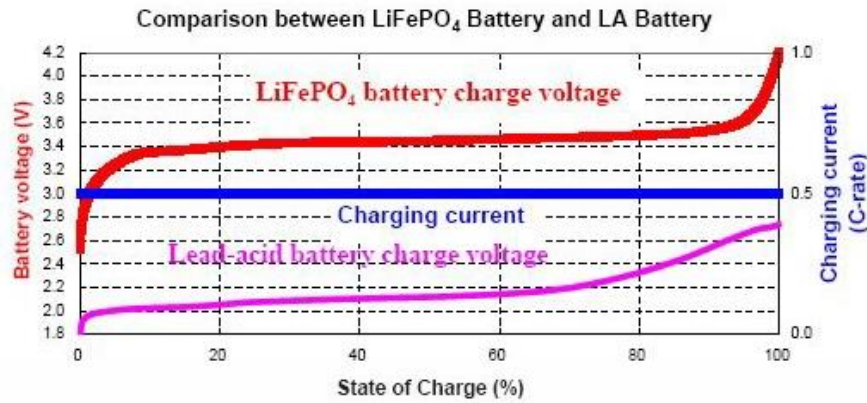 Comparison between LiFePO₄ Battery and LA Battery
4.2
4.0
3.8
3.6
3.4
3.2
3.0
2.8
2.6
2.4
2.2
2.0
1.8
Battery voltage (V)
LiFePO₄ battery charge voltage
Charging current
Lead-acid battery charge voltage
1.0
0.5
0.0
Charging current
(C-rate)
0 20 40 60 80 100
State of Charge (%)